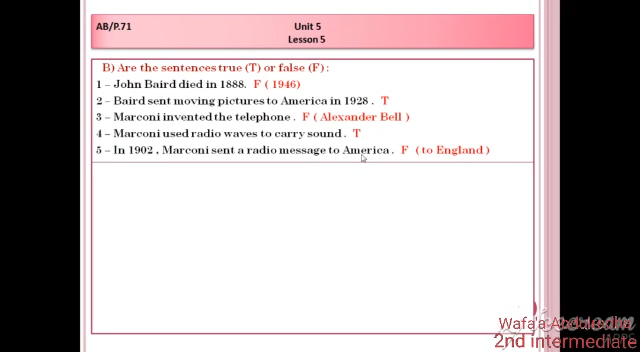 AB/P.71
Unit 5
Lesson 5
B) Are the sentences true (T) or false (F) :
1 – John Baird died in 1888. F ( 1946)
2 – Baird sent moving pictures to America in 1928 . T
3 – Marconi invented the telephone . F ( Alexander Bell )
4 – Marconi used radio waves to carry sound . T
5 – In 1902 , Marconi sent a radio message to America . F ( to England )
Wafa'a
2nd intermediate